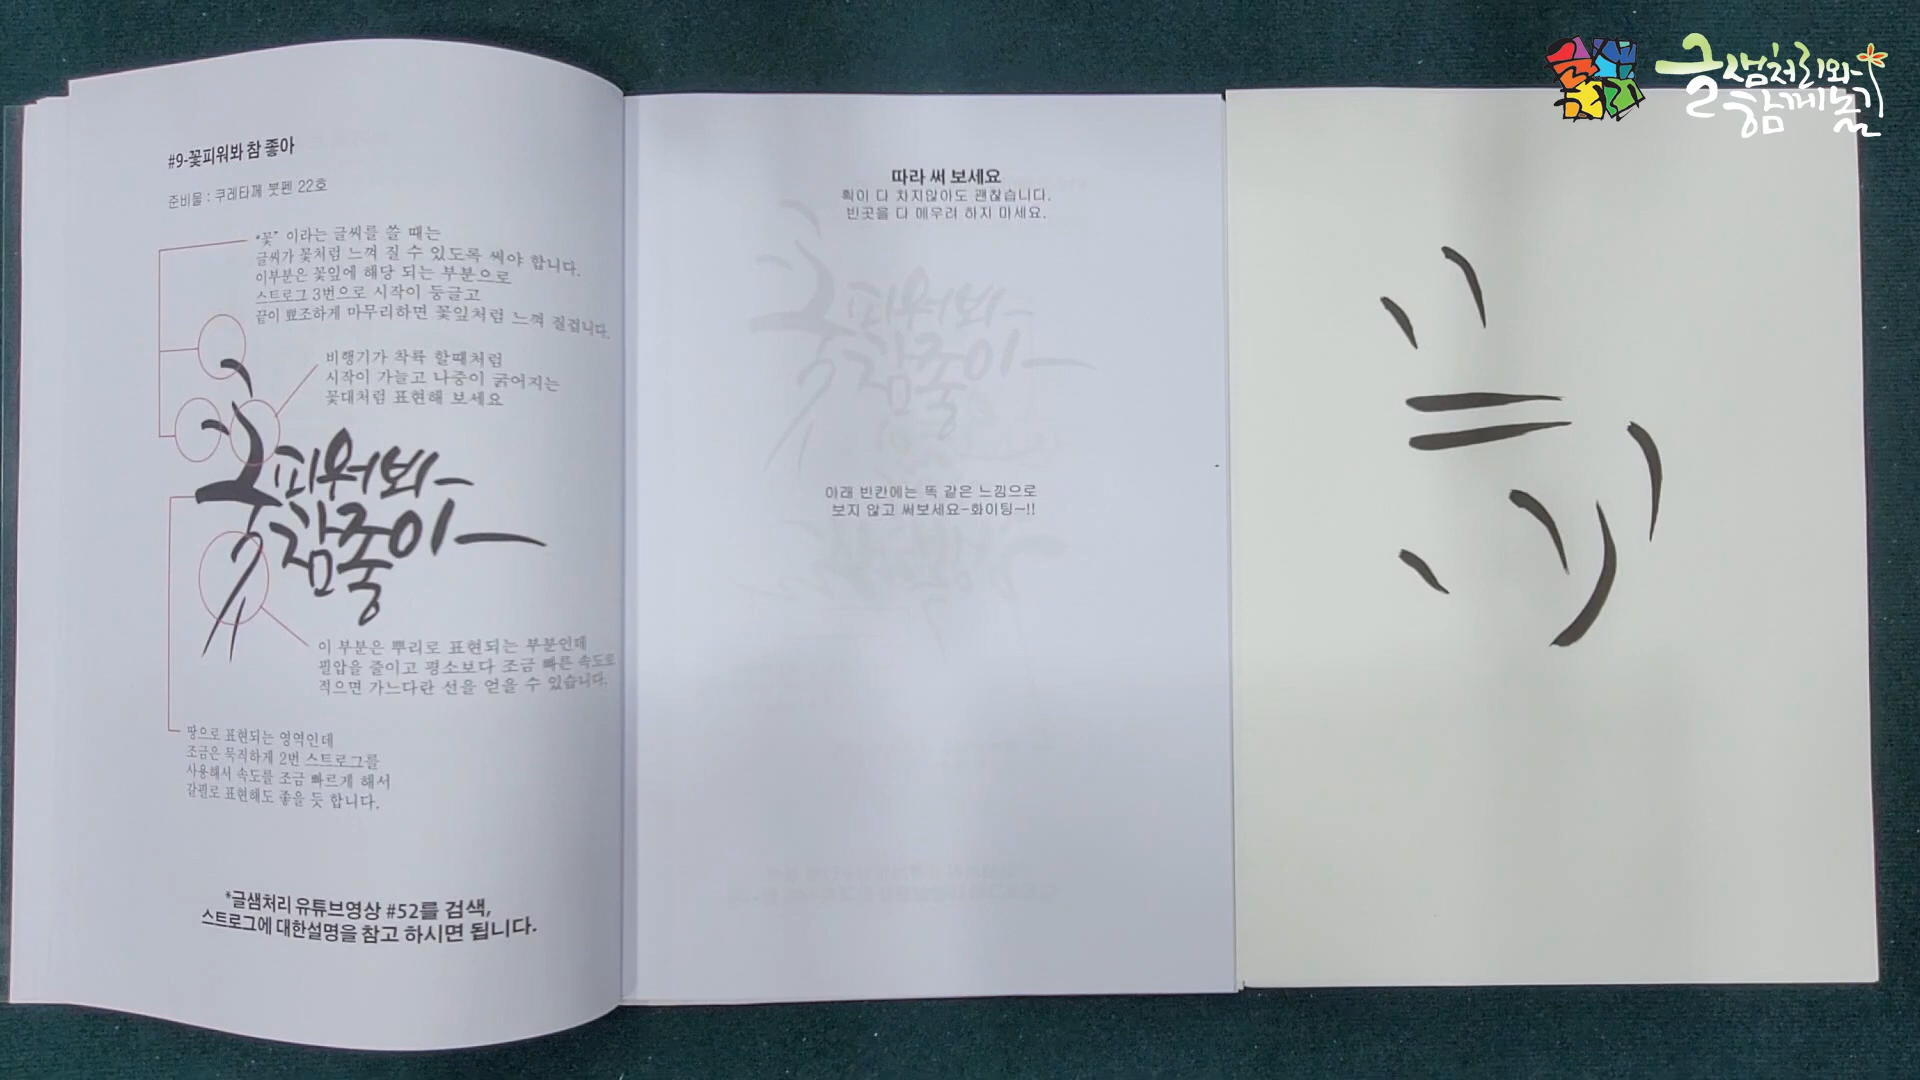 #9-꽃피워봐 참 좋아
준비물 : 쿠레타께 붓펜 22호
"꽃" 이라는 글씨를 쓸 때는
글씨가 꽃처럼 느껴 질 수 있도록 써야 합니다.
이부분은 꽃잎에 해당 되는 부분으로
스트로그 3번으로 시작이 둥글고
끝이 뾰조하게 마무리하면 꽃잎처럼 느껴 질겁니다.
비행기가 착륙 할때처럼
시작이 가늘고 나중이 굵어지는
꽃대처럼 표현해 보세요
꽃피워봐
참좋아
이 부분은 뿌리로 표현되는 부분인데
필압을 줄이고 평소보다 조금 빠른 속도로
적으면 가느다란 선을 얻을 수 있습니다.
땅으로 표현되는 영역인데
조금은 묵직하게 2번 스트로그를
사용해서 속도를 조금 빠르게 해서
갈필로 표현해도 좋을 듯 합니다.
*글샘처리 유튜브영상 #52를 검색,
스트로그에 대한설명을 참고 하시면 됩니다.
따라 써 보세요
획이 다 차지않아도 괜찮습니다.
빈곳을 다 메우려 하지 마세요.
꽃피워봐
참좋아
아래 빈칸에는 똑 같은 느낌으로
보지 않고 써보세요~화이팅~!!
글샘
처리
글샘처리와
함께놀기